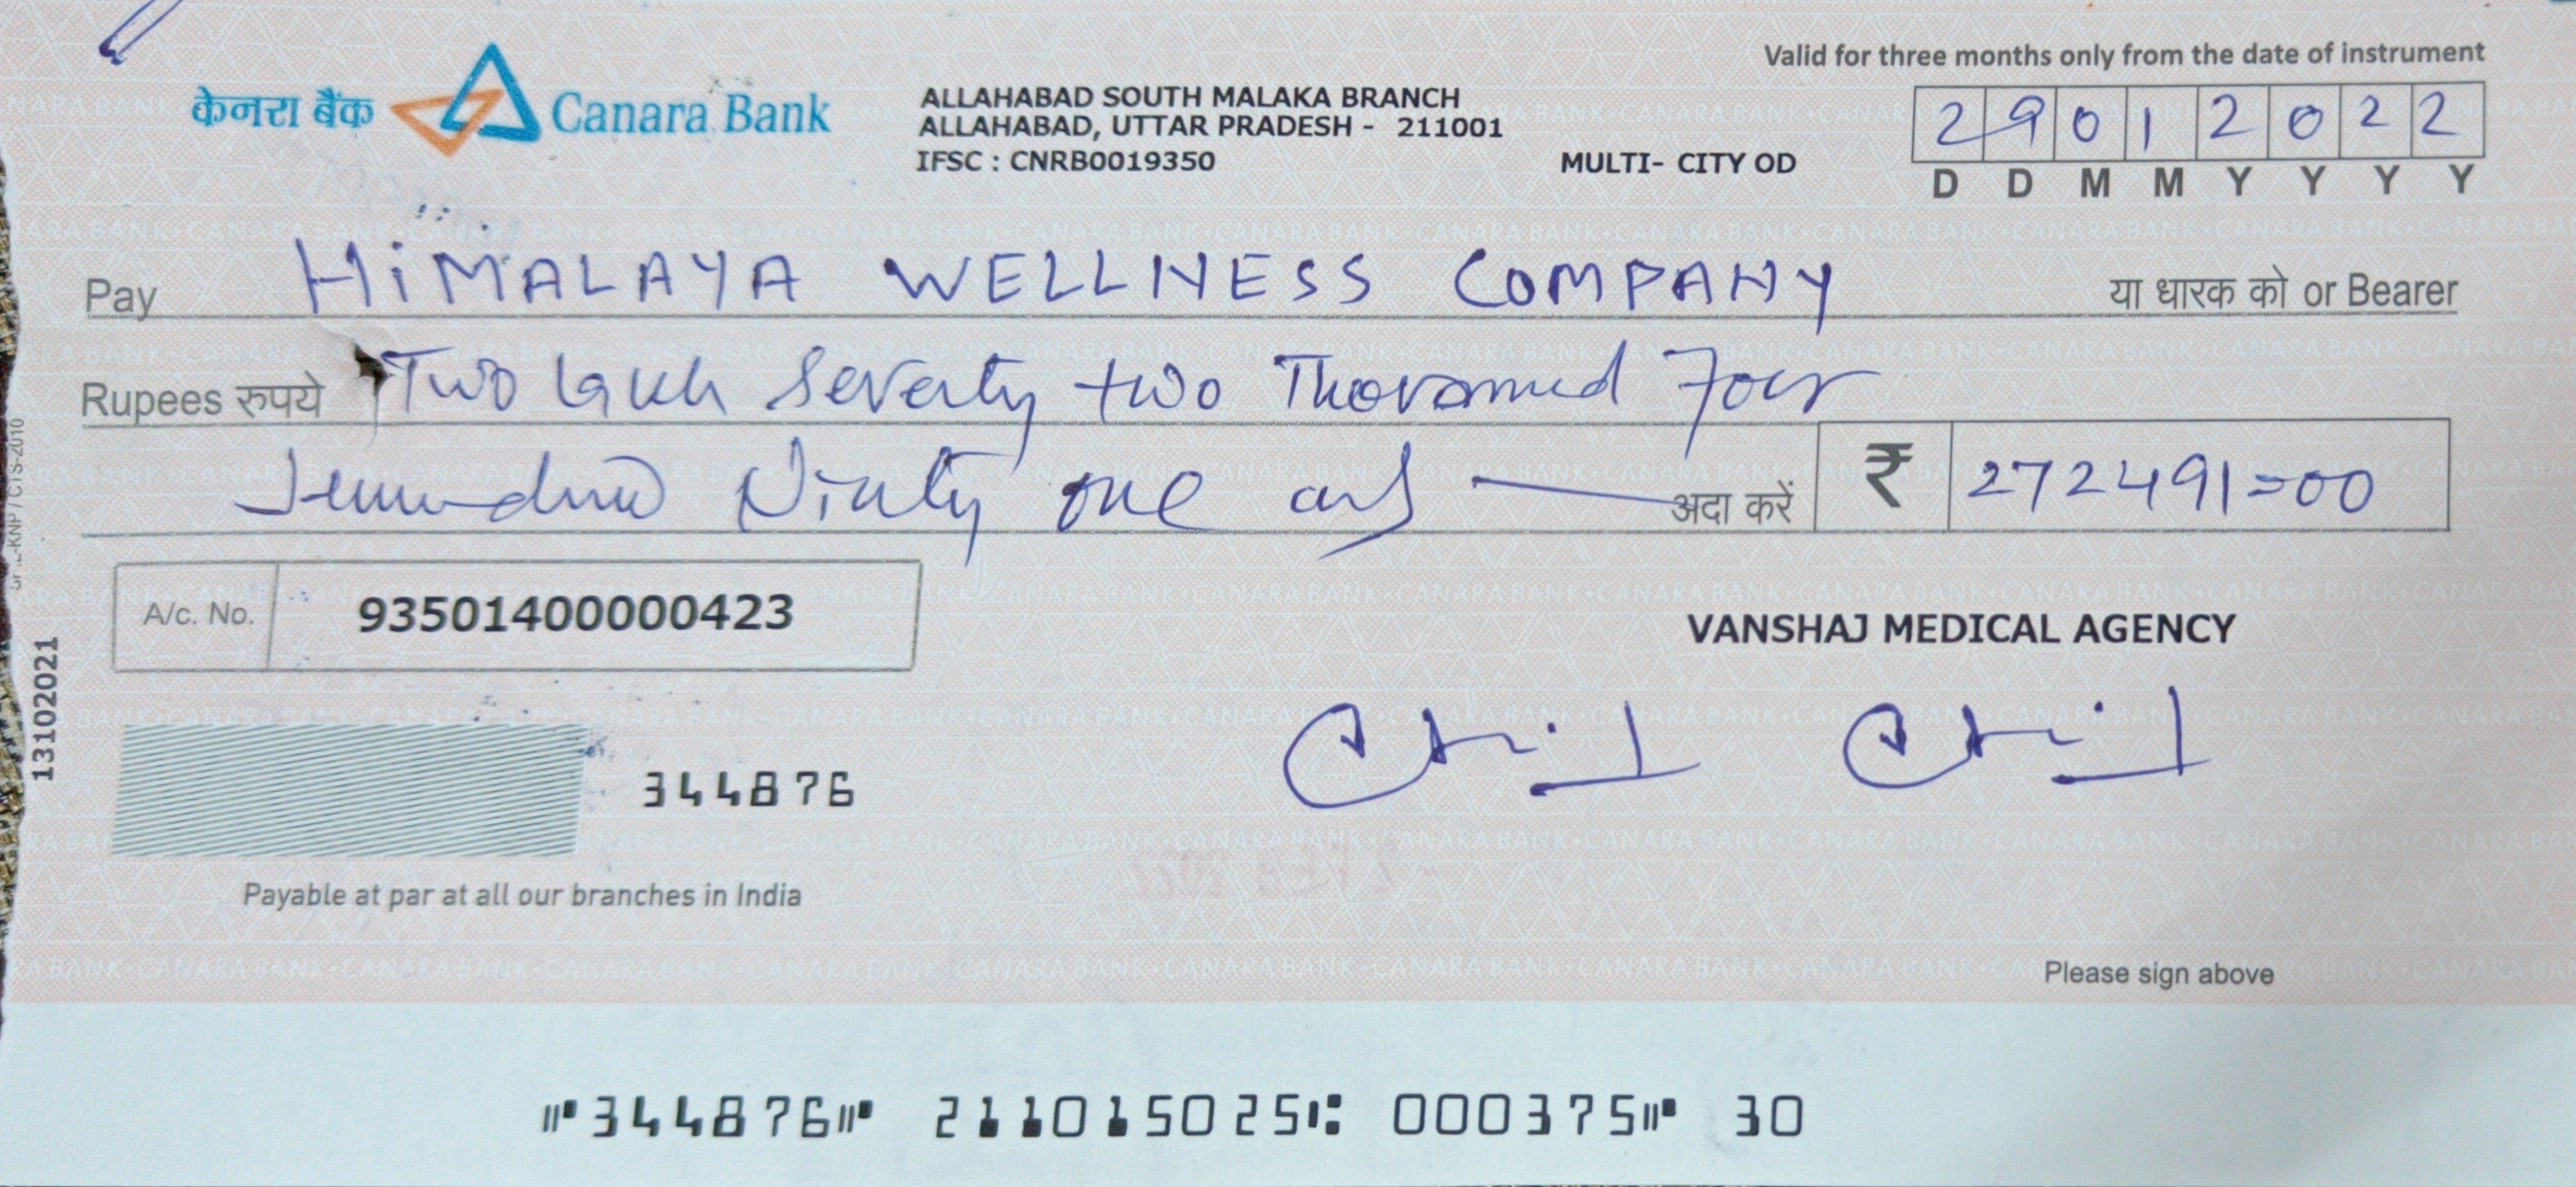 Valid for three months only from the date of instrument
केनरा बैंक Canara Bank
ALLAHABAD SOUTH MALAKA BRANCH
ALLAHABAD, UTTAR PRADESH - 211001
IFSC : CNRB0019350
MULTI- CITY OD
2 9 0 1 2 0 2 2
D D M M Y Y Y Y
Pay HiMALAYA WELLNESS COMPANY या धारक को or Bearer
Rupees रुपये Two Lakh Seventy two Thousand Four
Hundred Ninty one only अदा करें ₹ 272491=00
A/c. No. 93501400000423
VANSHAJ MEDICAL AGENCY
13102021
344876
Payable at par at all our branches in India
- 2 FEB 2022
Please sign above
⑈344876⑈ 211015025⑆ 000375⑈ 30